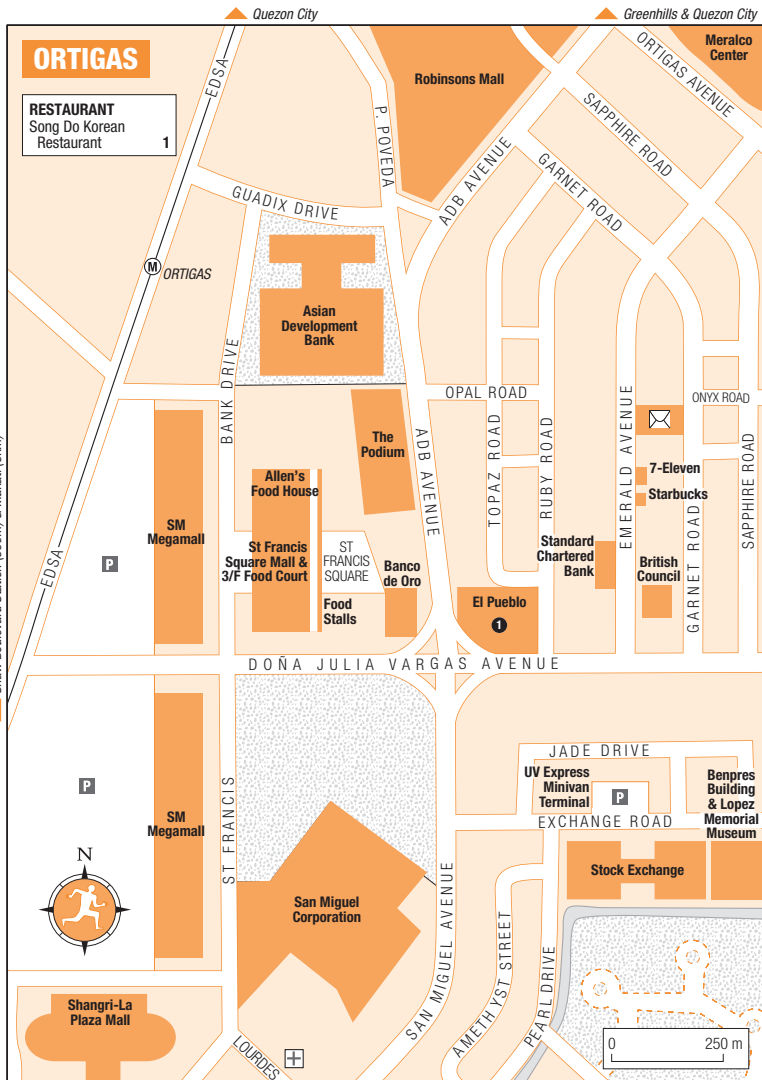 Quezon City
Greenhills & Quezon City
ORTIGAS
RESTAURANT
Song Do Korean
Restaurant 1
EDSA
P. POVEDA
Robinsons Mall
Meralco
Center
ORTIGAS AVENUE
SAPPHIRE ROAD
ADB AVENUE
GARNET ROAD
GUADIX DRIVE
M
ORTIGAS
Asian
Development
Bank
BANK DRIVE
OPAL ROAD
ONYX ROAD
The
Podium
ADB AVENUE
TOPAZ ROAD
RUBY ROAD
EMERALD AVENUE
SAPPHIRE ROAD
7-Eleven
Starbucks
GARNET ROAD
Allen's
Food House
SM
Megamall
St Francis
Square Mall &
3/F Food Court
ST
FRANCIS
SQUARE
Banco
de Oro
Standard
Chartered
Bank
British
Council
EDSA
P
Food
Stalls
El Pueblo
1
DOÑA JULIA VARGAS AVENUE
JADE DRIVE
UV Express
Minivan
Terminal
P
Benpres
Building
& Lopez
Memorial
Museum
P
SM
Megamall
ST FRANCIS
EXCHANGE ROAD
Stock Exchange
N
San Miguel
Corporation
SAN MIGUEL AVENUE
AMETHYST STREET
PEARL DRIVE
Shangri-La
Plaza Mall
LOURDES
0 250 m